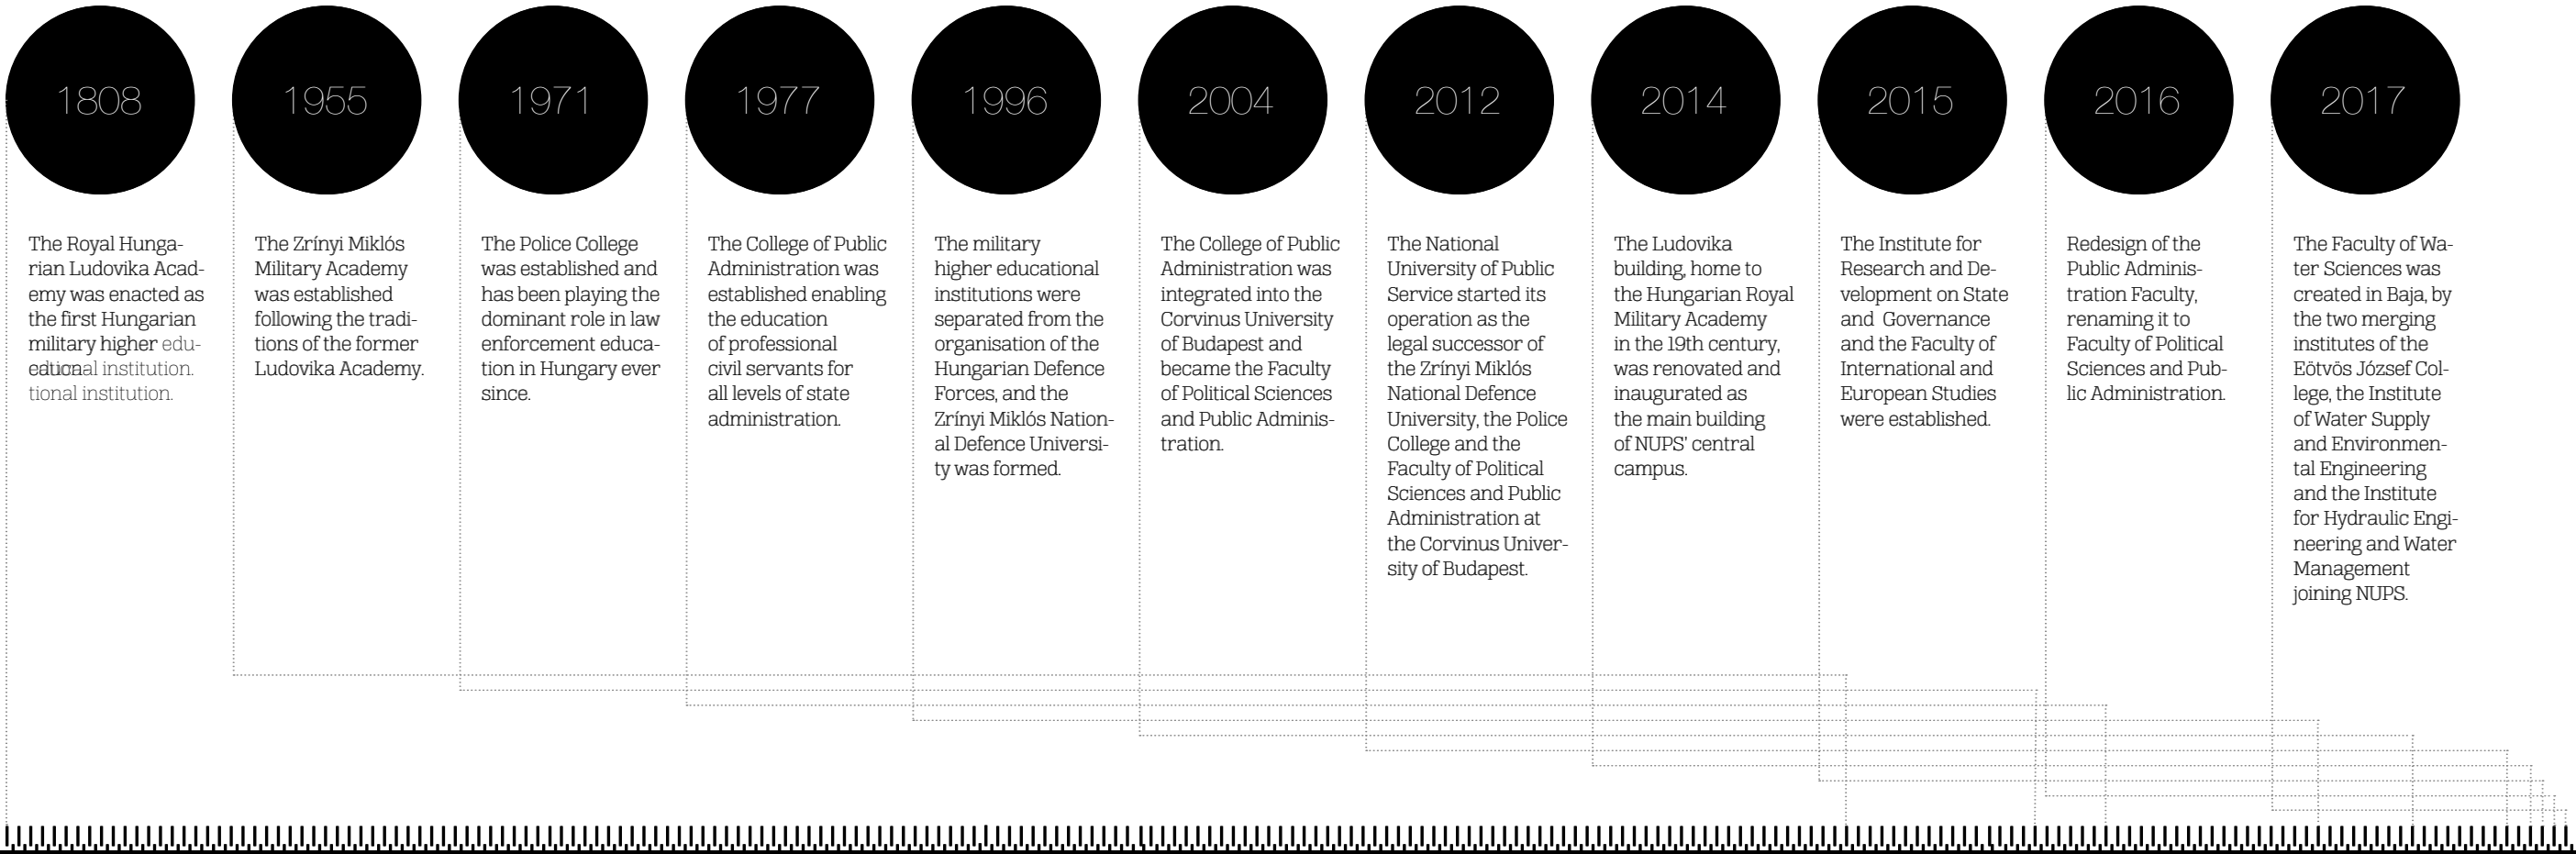 1808
The Royal Hunga-
rian Ludovika Acad-
emy was enacted as
the first Hungarian
military higher edu-
cational institution.
tional institution.
1955
The Zrínyi Miklós
Military Academy
was established
following the tradi-
tions of the former
Ludovika Academy.
1971
The Police College
was established and
has been playing the
dominant role in law
enforcement educa-
tion in Hungary ever
since.
1977
The College of Public
Administration was
established enabling
the education
of professional
civil servants for
all levels of state
administration.
1996
The military
higher educational
institutions were
separated from the
organisation of the
Hungarian Defence
Forces, and the
Zrínyi Miklós Nation-
al Defence Universi-
ty was formed.
2004
The College of Public
Administration was
integrated into the
Corvinus University
of Budapest and
became the Faculty
of Political Sciences
and Public Adminis-
tration.
2012
The National
University of Public
Service started its
operation as the
legal successor of
the Zrínyi Miklós
National Defence
University, the Police
College and the
Faculty of Political
Sciences and Public
Administration at
the Corvinus Univer-
sity of Budapest.
2014
The Ludovika
building, home to
the Hungarian Royal
Military Academy
in the 19th century,
was renovated and
inaugurated as
the main building
of NUPS' central
campus.
2015
The Institute for
Research and De-
velopment on State
and Governance
and the Faculty of
International and
European Studies
were established.
2016
Redesign of the
Public Adminis-
tration Faculty,
renaming it to
Faculty of Political
Sciences and Pub-
lic Administration.
2017
The Faculty of Wa-
ter Sciences was
created in Baja, by
the two merging
institutes of the
Eötvös József Col-
lege, the Institute
of Water Supply
and Environmen-
tal Engineering
and the Institute
for Hydraulic Engi-
neering and Water
Management
joining NUPS.